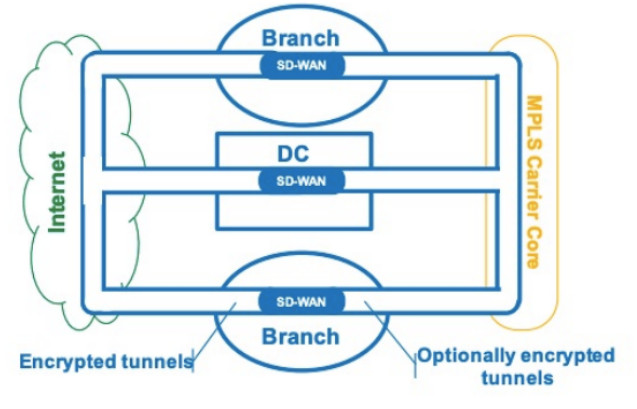 Branch
SD-WAN
DC
SD-WAN
Internet
MPLS Carrier Core
SD-WAN
Branch
Encrypted tunnels
Optionally encrypted
tunnels